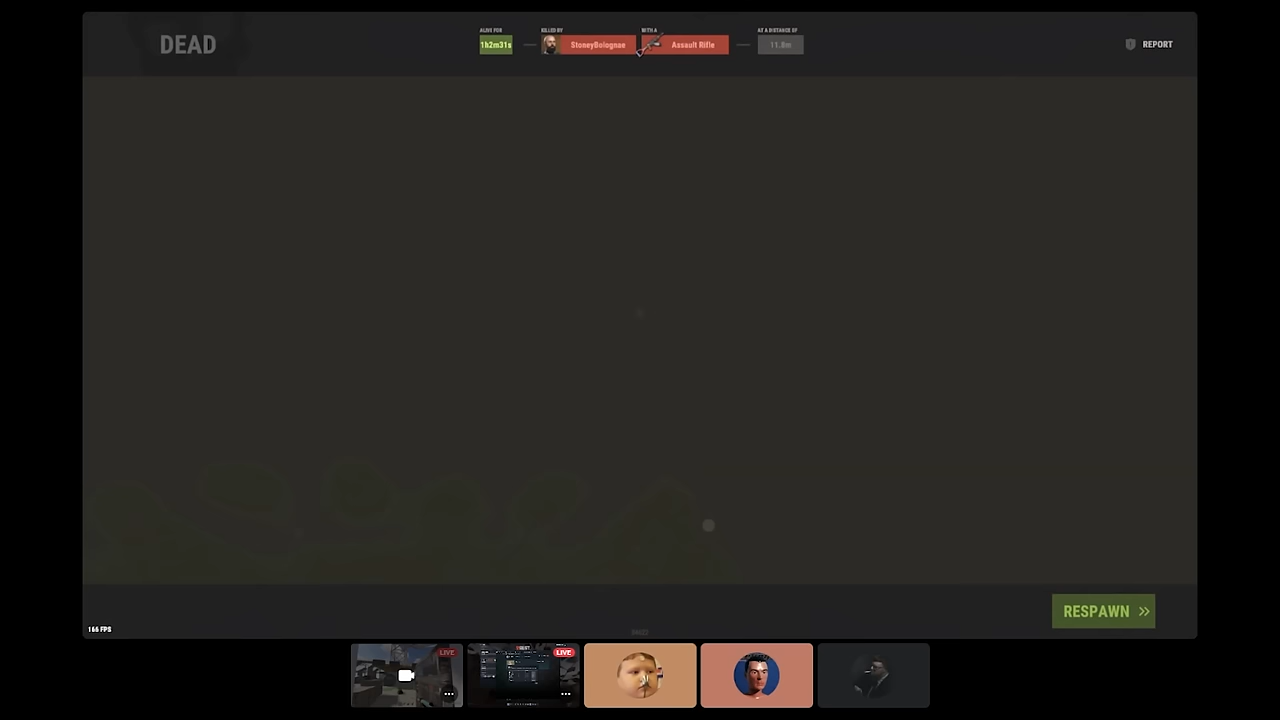 DEAD
ALIVE FOR
1h2m31s
KILLED BY
StoneyBolognae
WITH A
Assault Rifle
AT A DISTANCE OF
11.8m
REPORT
RESPAWN
166 FPS
LIVE
LIVE